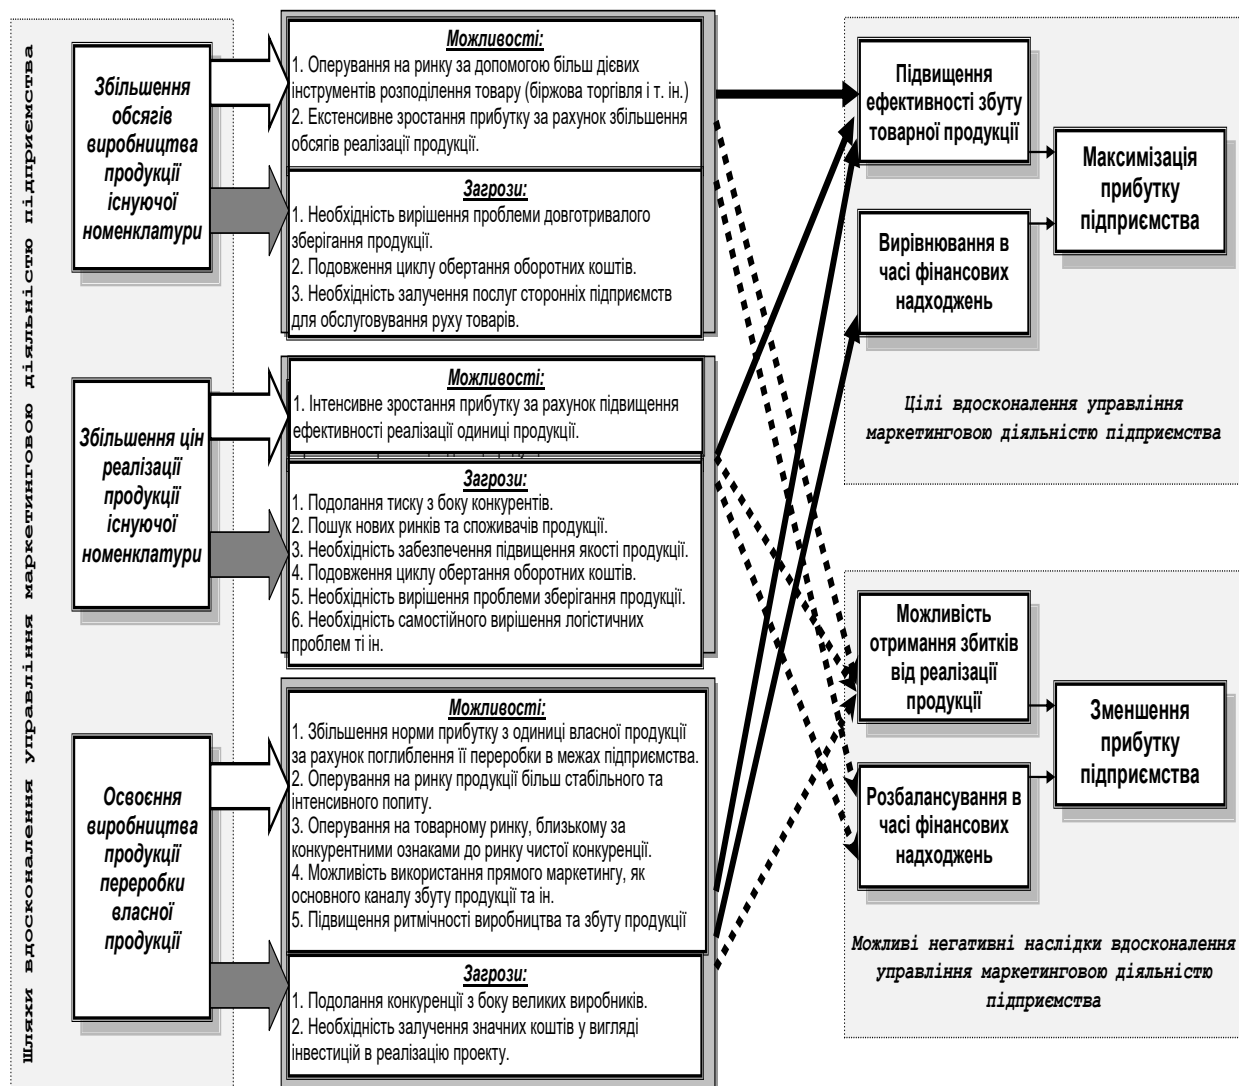 Шляхи вдосконалення управління маркетинговою діяльністю підприємства
Збільшення
обсягів
виробництва
продукції
існуючої
номенклатури
Можливості:
1. Оперування на ринку за допомогою більш дієвих
інструментів розподілення товару (біржова торгівля і т. ін.)
2. Екстенсивне зростання прибутку за рахунок збільшення
обсягів реалізації продукції.
Загрози:
1. Необхідність вирішення проблеми довготривалого
зберігання продукції.
2. Подовження циклу обертання оборотних коштів.
3. Необхідність залучення послуг сторонніх підприємств
для обслуговування руху товарів.
Збільшення цін
реалізації
продукції
існуючої
номенклатури
Можливості:
1. Інтенсивне зростання прибутку за рахунок підвищення
ефективності реалізації одиниці продукції.
Загрози:
1. Подолання тиску з боку конкурентів.
2. Пошук нових ринків та споживачів продукції.
3. Необхідність забезпечення підвищення якості продукції.
4. Подовження циклу обертання оборотних коштів.
5. Необхідність вирішення проблеми зберігання продукції.
6. Необхідність самостійного вирішення логістичних
проблем ті ін.
Освоєння
виробництва
продукції
переробки
власної
продукції
Можливості:
1. Збільшення норми прибутку з одиниці власної продукції
за рахунок поглиблення її переробки в межах підприємства.
2. Оперування на ринку продукції більш стабільного та
інтенсивного попиту.
3. Оперування на товарному ринку, близькому за
конкурентними ознаками до ринку чистої конкуренції.
4. Можливість використання прямого маркетингу, як
основного каналу збуту продукції та ін.
5. Підвищення ритмічності виробництва та збуту продукції
Загрози:
1. Подолання конкуренції з боку великих виробників.
2. Необхідність залучення значних коштів у вигляді
інвестицій в реалізацію проекту.
Підвищення
ефективності збуту
товарної продукції
Вирівнювання в
часі фінансових
надходжень
Максимізація
прибутку
підприємства
Цілі вдосконалення управління
маркетинговою діяльністю підприємства
Можливість
отримання збитків
від реалізації
продукції
Розбалансування в
часі фінансових
надходжень
Зменшення
прибутку
підприємства
Можливі негативні наслідки вдосконалення
управління маркетинговою діяльністю
підприємства